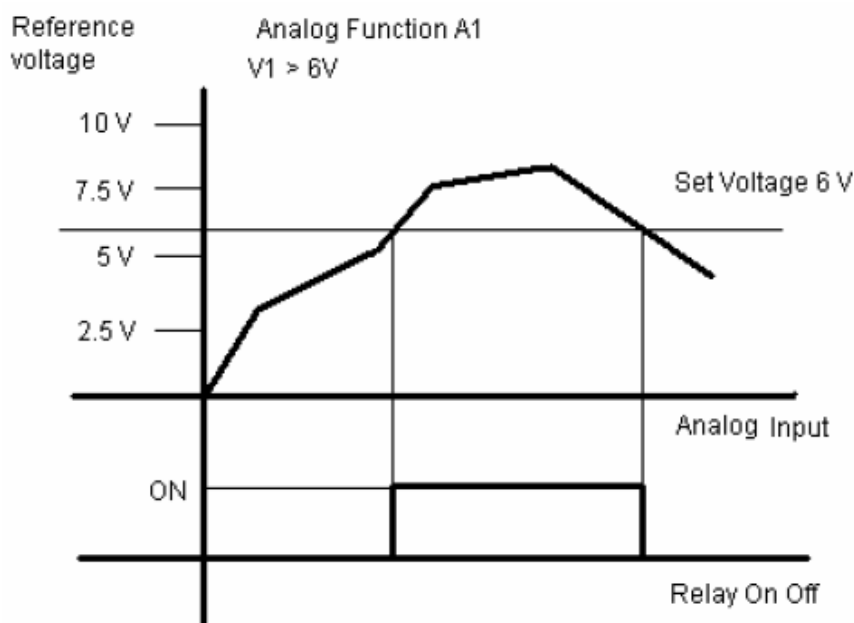 Reference
voltage
Analog Function A1
V1 > 6V
10 V
7.5 V
Set Voltage 6 V
5 V
2.5 V
Analog Input
ON
Relay On Off